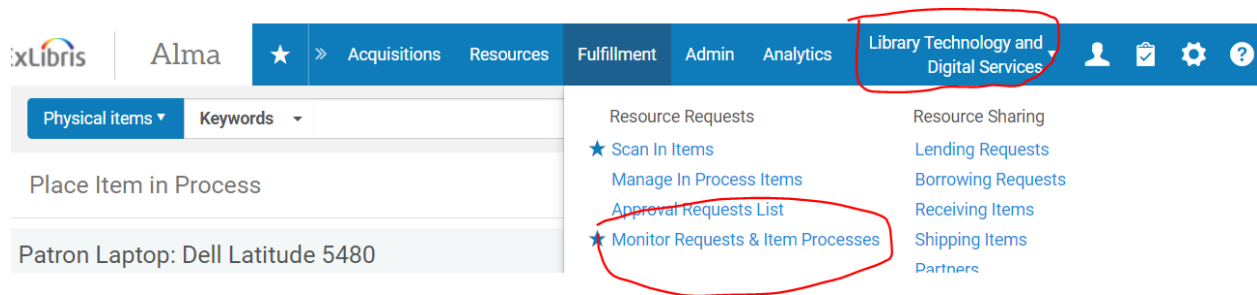 ExLibris Alma Acquisitions Resources Fulfillment Admin Analytics Library Technology and
Digital Services
Physical items Keywords
Place Item in Process
Patron Laptop: Dell Latitude 5480
Resource Requests
Scan In Items
Manage In Process Items
Approval Requests List
Monitor Requests & Item Processes
Resource Sharing
Lending Requests
Borrowing Requests
Receiving Items
Shipping Items
Partners